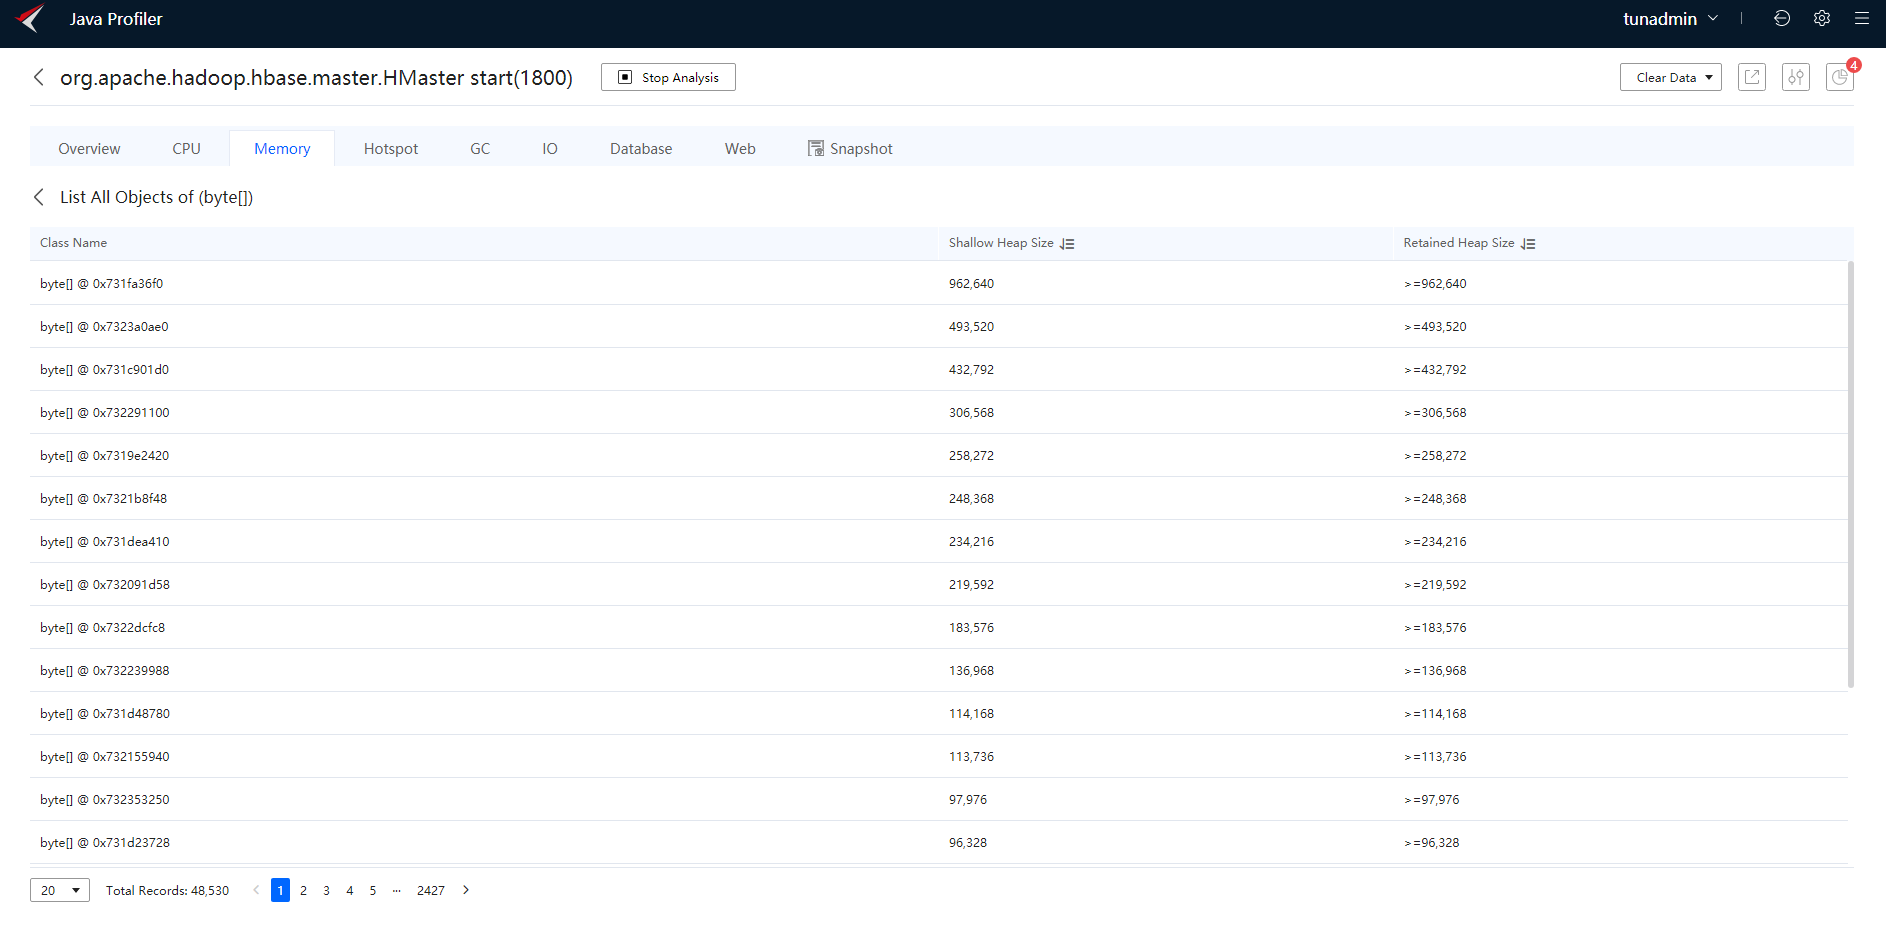 Java Profiler
tunadmin
org.apache.hadoop.hbase.master.HMaster start(1800)
Stop Analysis
Clear Data
4
Overview CPU Memory Hotspot GC IO Database Web Snapshot
List All Objects of (byte[])
Class Name Shallow Heap Size Retained Heap Size
byte[] @ 0x731fa36f0 962,640 >=962,640
byte[] @ 0x7323a0ae0 493,520 >=493,520
byte[] @ 0x731c901d0 432,792 >=432,792
byte[] @ 0x732291100 306,568 >=306,568
byte[] @ 0x7319e2420 258,272 >=258,272
byte[] @ 0x7321b8f48 248,368 >=248,368
byte[] @ 0x731dea410 234,216 >=234,216
byte[] @ 0x732091d58 219,592 >=219,592
byte[] @ 0x7322dcfc8 183,576 >=183,576
byte[] @ 0x732239988 136,968 >=136,968
byte[] @ 0x731d48780 114,168 >=114,168
byte[] @ 0x732155940 113,736 >=113,736
byte[] @ 0x732353250 97,976 >=97,976
byte[] @ 0x731d23728 96,328 >=96,328
20 Total Records: 48,530 < 1 2 3 4 5 ... 2427 >